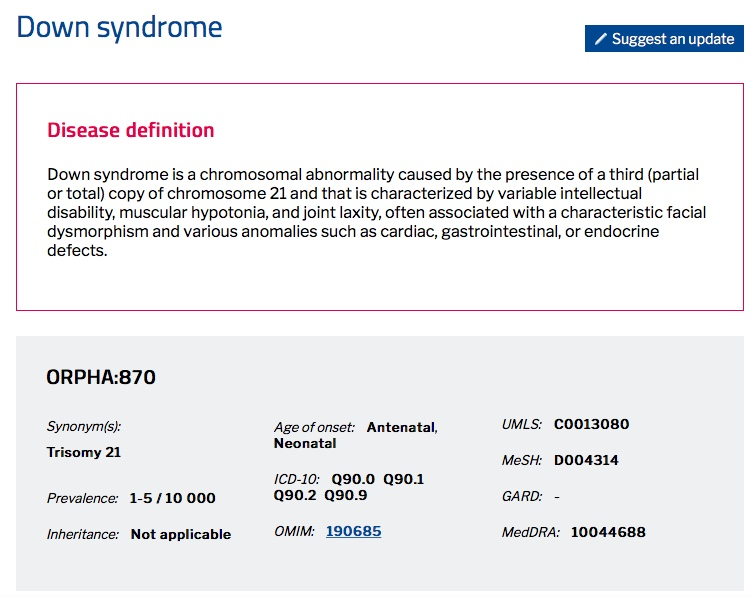 Down syndrome
Suggest an update
Disease definition
Down syndrome is a chromosomal abnormality caused by the presence of a third (partial
or total) copy of chromosome 21 and that is characterized by variable intellectual
disability, muscular hypotonia, and joint laxity, often associated with a characteristic facial
dysmorphism and various anomalies such as cardiac, gastrointestinal, or endocrine
defects.
ORPHA:870
Synonym(s):
Trisomy 21
Prevalence: 1-5 / 10 000
Inheritance: Not applicable
Age of onset: Antenatal,
Neonatal
ICD-10: Q90.0 Q90.1
Q90.2 Q90.9
OMIM: 190685
UMLS: C0013080
MeSH: D004314
GARD: -
MedDRA: 10044688